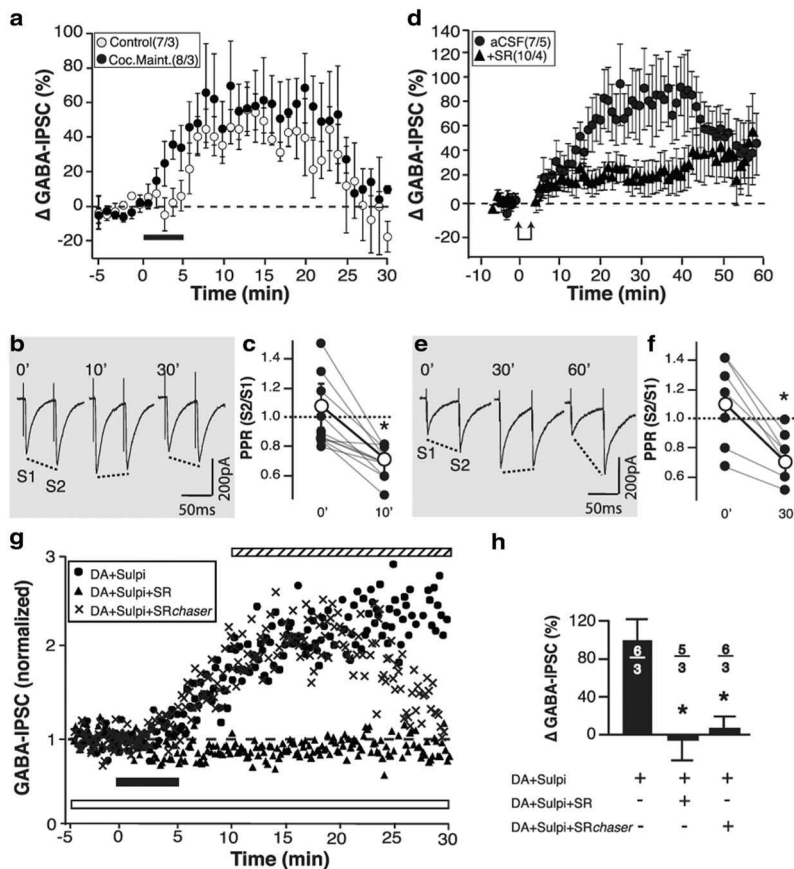 a
Δ GABA-IPSC (%)
100
80
60
40
20
0
-20
Control(7/3)
Coc.Maint.(8/3)
-5
0
5
10
15
20
25
30
Time (min)
d
Δ GABA-IPSC (%)
140
120
100
80
60
40
20
0
-20
aCSF(7/5)
+SR(10/4)
-10
0
10
20
30
40
50
60
Time (min)
b
0'
10'
30'
S1
S2
200pA
50ms
c
PPR (S2/S1)
1.4
1.2
1.0
0.8
0.6
*
0'
10'
e
0'
30'
60'
S1
S2
200pA
50ms
f
PPR (S2/S1)
1.4
1.2
1.0
0.8
0.6
*
0'
30
g
GABA-IPSC (normalized)
3
2
1
0
DA+Sulpi
DA+Sulpi+SR
DA+Sulpi+SRchaser
-5
0
5
10
15
20
25
30
Time (min)
h
Δ GABA-IPSC (%)
120
80
40
0
6
3
5
3
6
3
*
*
DA+Sulpi + + +
DA+Sulpi+SR - + -
DA+Sulpi+SRchaser - - +